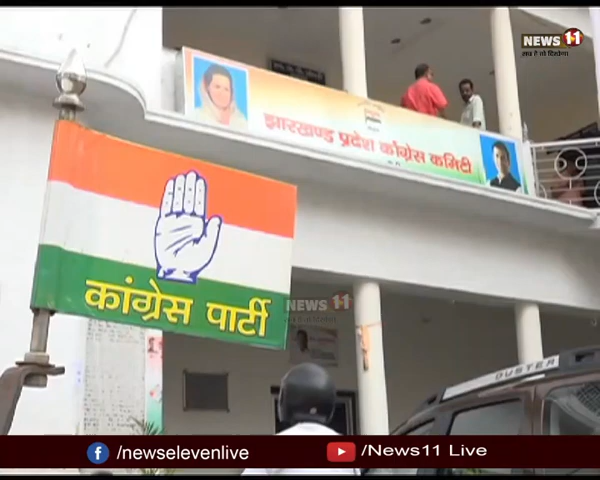 NEWS 11
झारखण्ड प्रदेश कांग्रेस कमिटी
कांग्रेस पार्टी
NEWS 11
DUSTER
/newselevenlive
/News11 Live